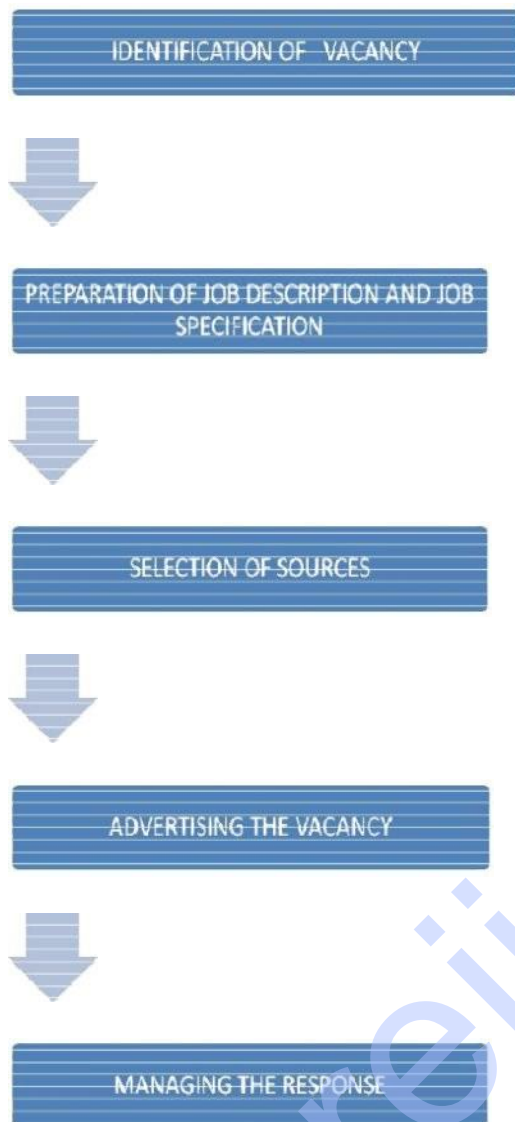 IDENTIFICATION OF VACANCY
PREPARATION OF JOB DESCRIPTION AND JOB
SPECIFICATION
SELECTION OF SOURCES
ADVERTISING THE VACANCY
MANAGING THE RESPONSE